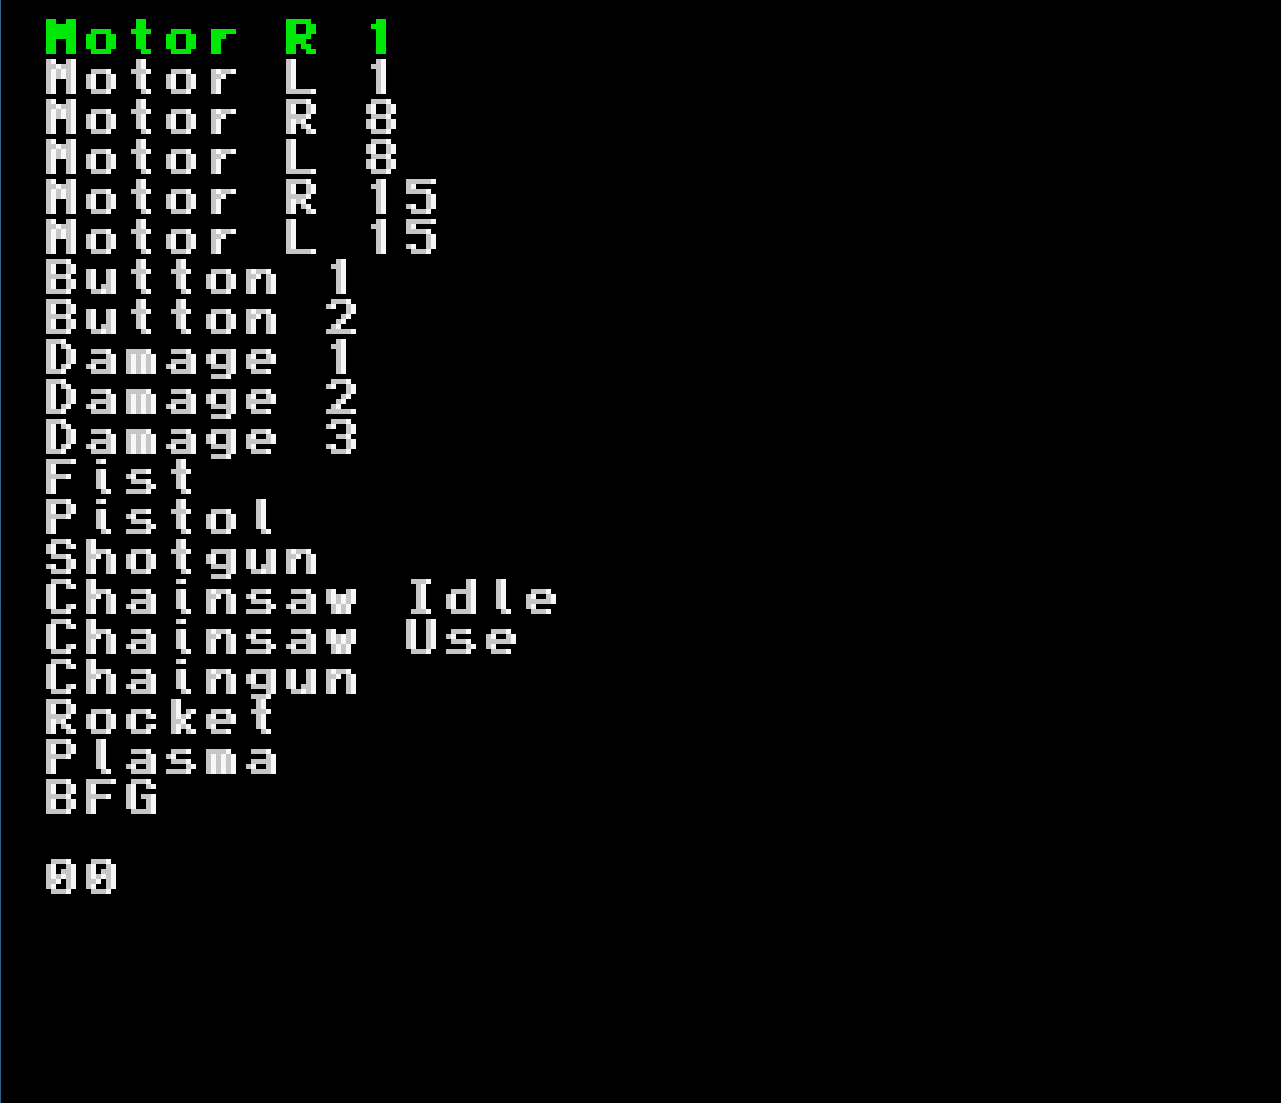 Motor R 1
Motor L 1
Motor R 8
Motor L 8
Motor R 15
Motor L 15
Button 1
Button 2
Damage 1
Damage 2
Damage 3
Fist
Pistol
Shotgun
Chainsaw Idle
Chainsaw Use
Chaingun
Rocket
Plasma
BFG
00